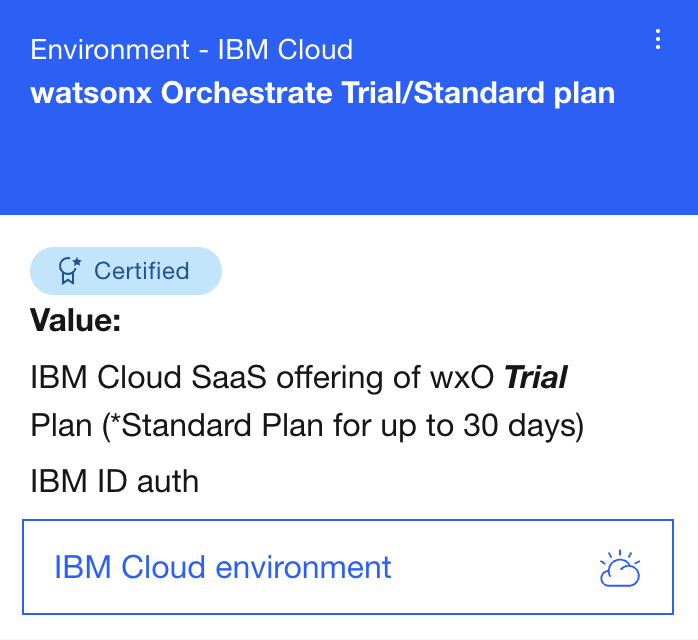 Environment - IBM Cloud
watsonx Orchestrate Trial/Standard plan
Certified
Value:
IBM Cloud SaaS offering of wxO Trial
Plan (*Standard Plan for up to 30 days)
IBM ID auth
IBM Cloud environment